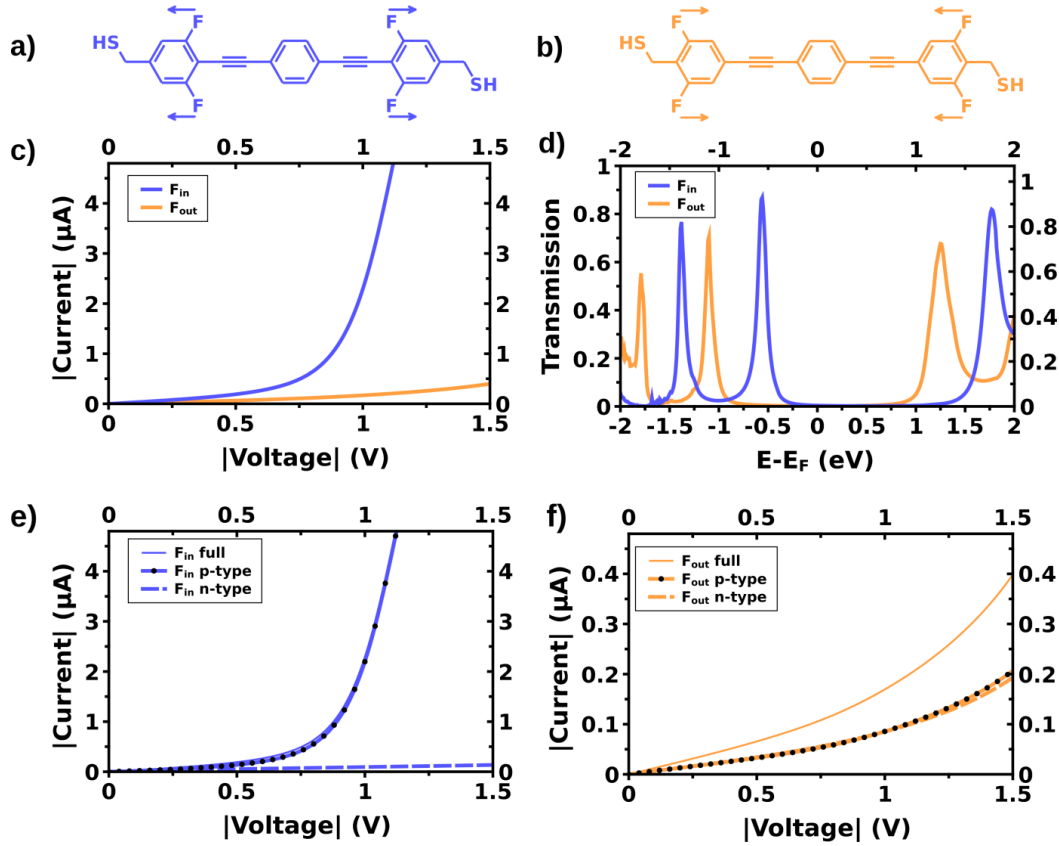 a)
HS
F
F
F
F
SH
b)
HS
F
F
F
F
SH
c)
0 0.5 1 1.5
4
3
2
1
0
4
3
2
1
0
F_in
F_out
|Current| (µA)
0 0.5 1 1.5
|Voltage| (V)
d)
-2 -1 0 1 2
1
0.8
0.6
0.4
0.2
0
1
0.8
0.6
0.4
0.2
0
F_in
F_out
Transmission
-2 -1.5 -1 -0.5 0 0.5 1 1.5 2
E-E_F (eV)
e)
0 0.5 1 1.5
4
3
2
1
0
4
3
2
1
0
F_in full
F_in p-type
F_in n-type
|Current| (µA)
0 0.5 1 1.5
|Voltage| (V)
f)
0 0.5 1 1.5
0.4
0.3
0.2
0.1
0
0.4
0.3
0.2
0.1
0
F_out full
F_out p-type
F_out n-type
|Current| (µA)
0 0.5 1 1.5
|Voltage| (V)